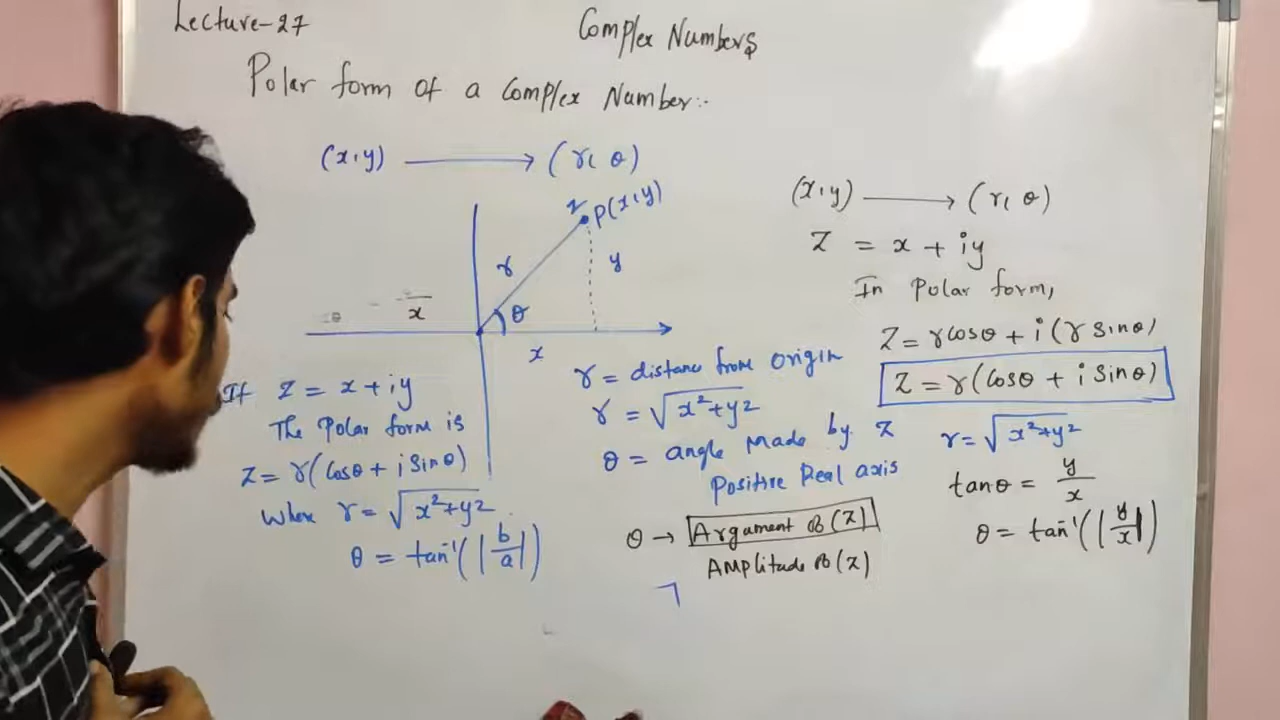 Lecture-27
Complex Numbers
Polar form of a Complex Number:-
(x,y) → (r, θ)
z P(x,y)
r
y
θ
x
x
If z = x + iy
The Polar form is
z = r(Cosθ + i Sinθ)
where r = √x²+y²
θ = tan⁻¹(|b/a|)
r = distance from origin
r = √x²+y²
θ = angle made by z
Positive Real axis
θ → Argument of (z)
Amplitude of (z)
(x,y) → (r, θ)
Z = x + iy
In Polar form,
Z = r cosθ + i (r Sinθ)
Z = r (Cosθ + i Sinθ)
r = √x²+y²
tanθ = y/x
θ = tan⁻¹(|y/x|)